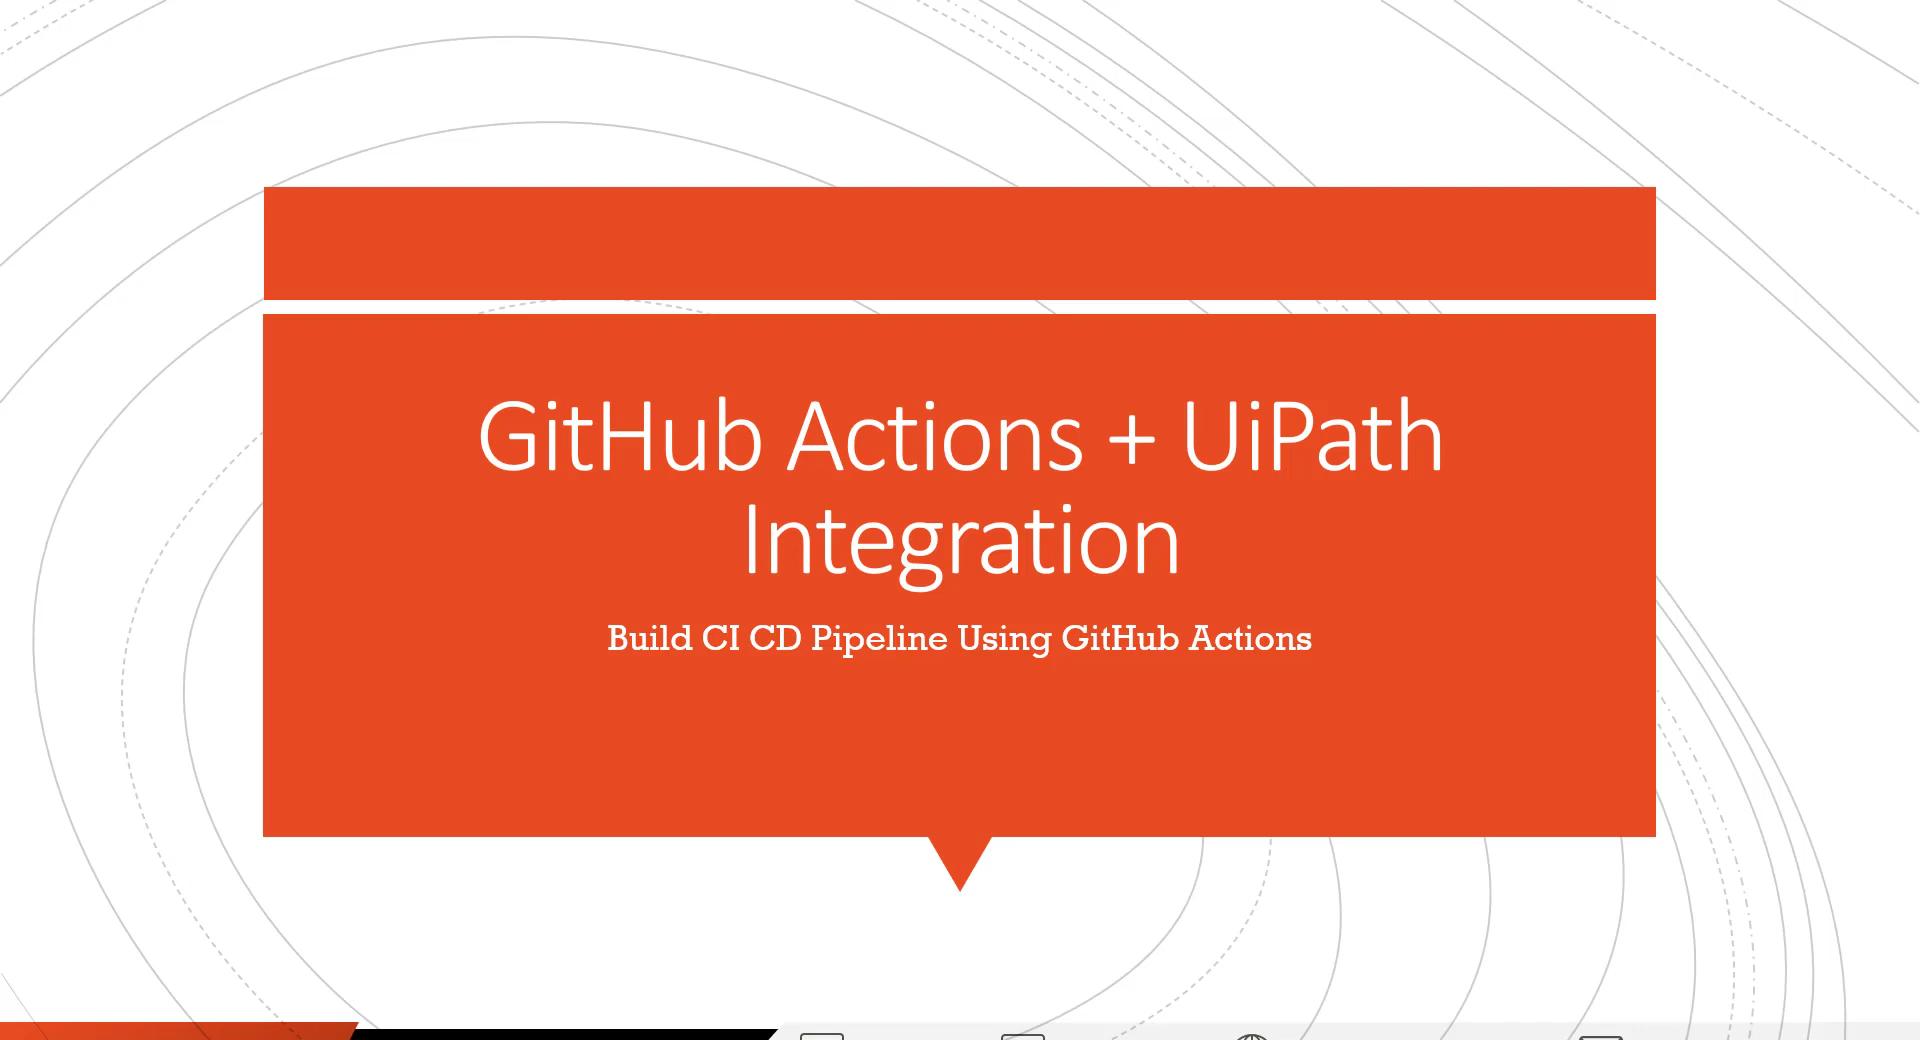 GitHub Actions + UiPath
Integration
Build CI CD Pipeline Using GitHub Actions